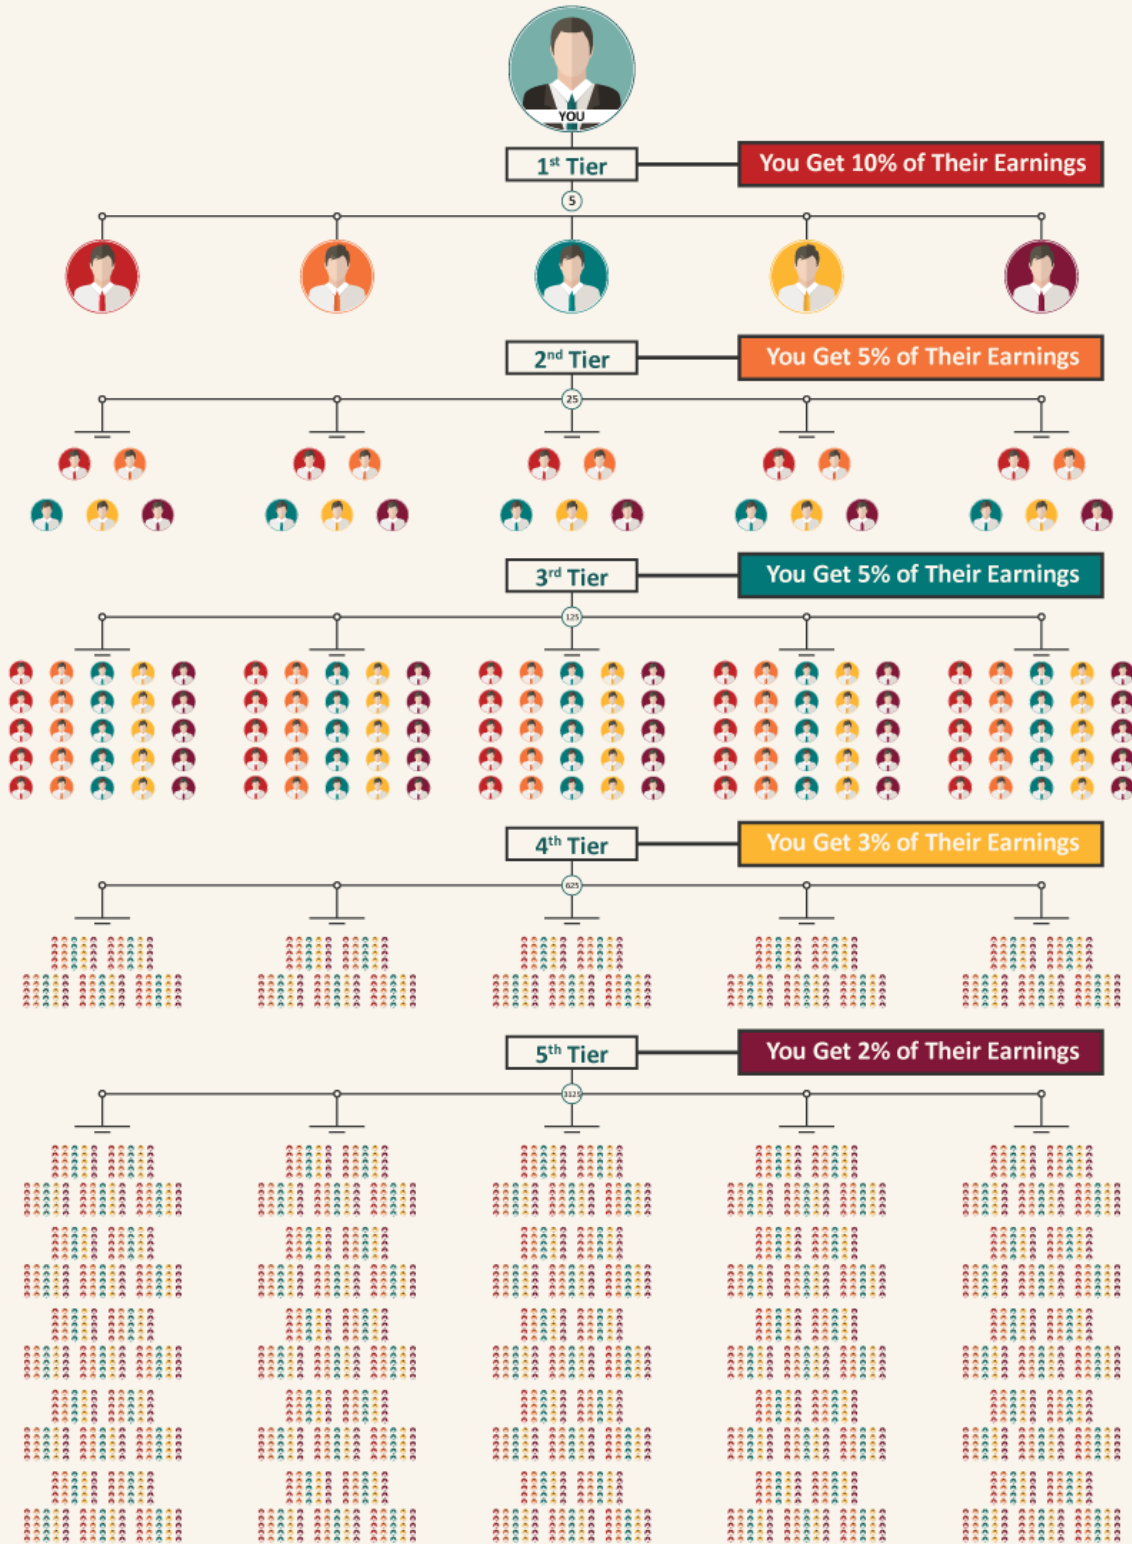 YOU
1st Tier
You Get 10% of Their Earnings
5
2nd Tier
You Get 5% of Their Earnings
25
3rd Tier
You Get 5% of Their Earnings
125
4th Tier
You Get 3% of Their Earnings
625
5th Tier
You Get 2% of Their Earnings
3125